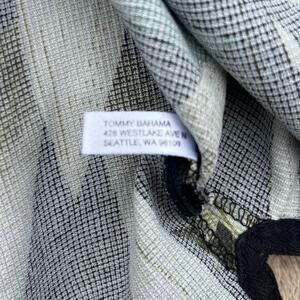 TOMMY BAHAMA
428 WESTLAKE AVE N
SEATTLE, WA 98109